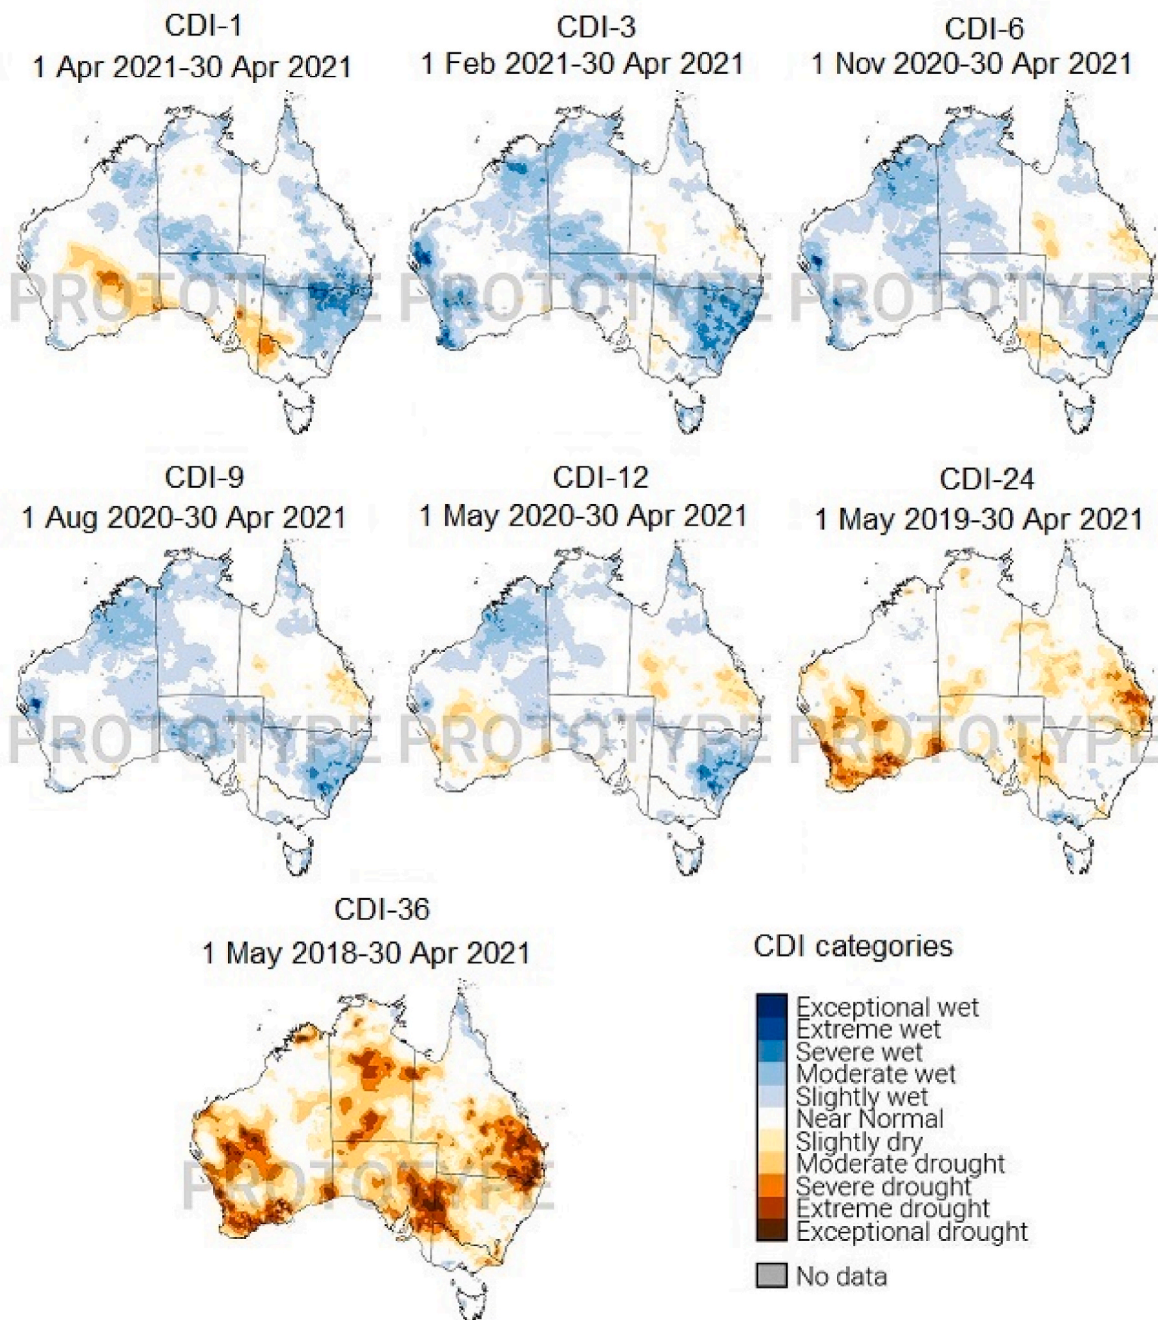 CDI-1
1 Apr 2021-30 Apr 2021
CDI-3
1 Feb 2021-30 Apr 2021
CDI-6
1 Nov 2020-30 Apr 2021
PROTOTYPE
PROTOTYPE
PROTOTYPE
CDI-9
1 Aug 2020-30 Apr 2021
CDI-12
1 May 2020-30 Apr 2021
CDI-24
1 May 2019-30 Apr 2021
PROTOTYPE
PROTOTYPE
PROTOTYPE
CDI-36
1 May 2018-30 Apr 2021
PROTOTYPE
CDI categories
Exceptional wet
Extreme wet
Severe wet
Moderate wet
Slightly wet
Near Normal
Slightly dry
Moderate drought
Severe drought
Extreme drought
Exceptional drought
No data